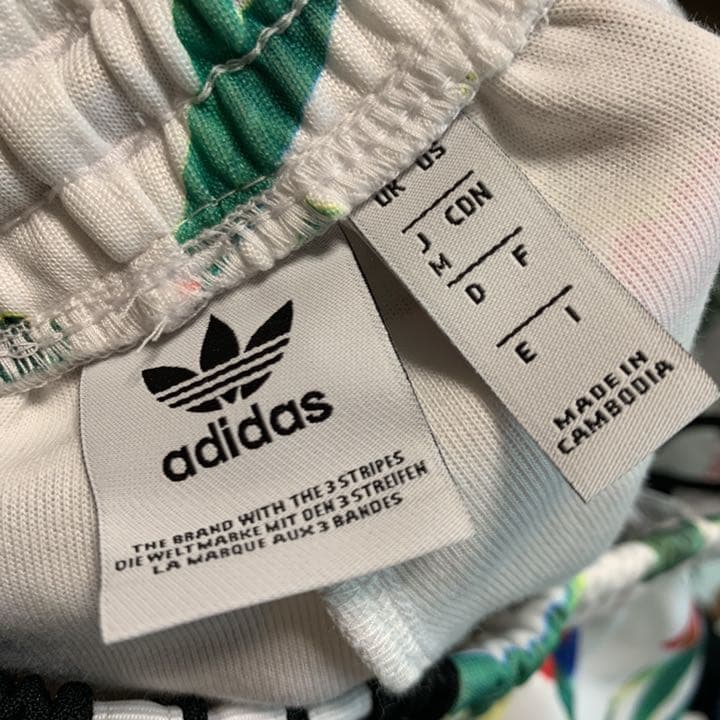 adidas
THE BRAND WITH THE 3 STRIPES
DIE WELTMARKE MIT DEN 3 STREIFEN
LA MARQUE AUX 3 BANDES
UK US
J CDN
M
D F
E I
MADE IN
CAMBODIA